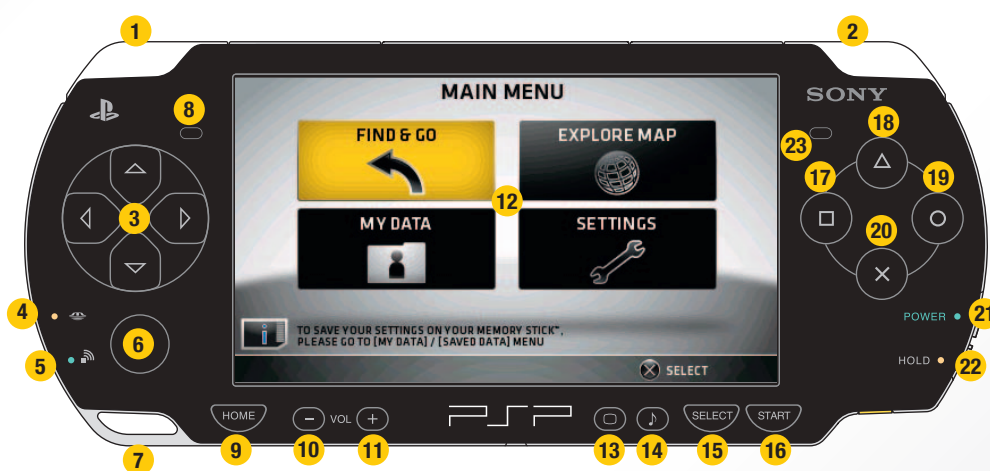 1
2
8
SONY
18
23
17
19
3
20
MAIN MENU
FIND & GO
EXPLORE MAP
12
MY DATA
SETTINGS
TO SAVE YOUR SETTINGS ON YOUR MEMORY STICK™,
PLEASE GO TO [MY DATA] / [SAVED DATA] MENU
SELECT
4
5
6
POWER
21
HOLD
22
7
HOME
VOL
PSP
SELECT
START
9
10
11
13
14
15
16